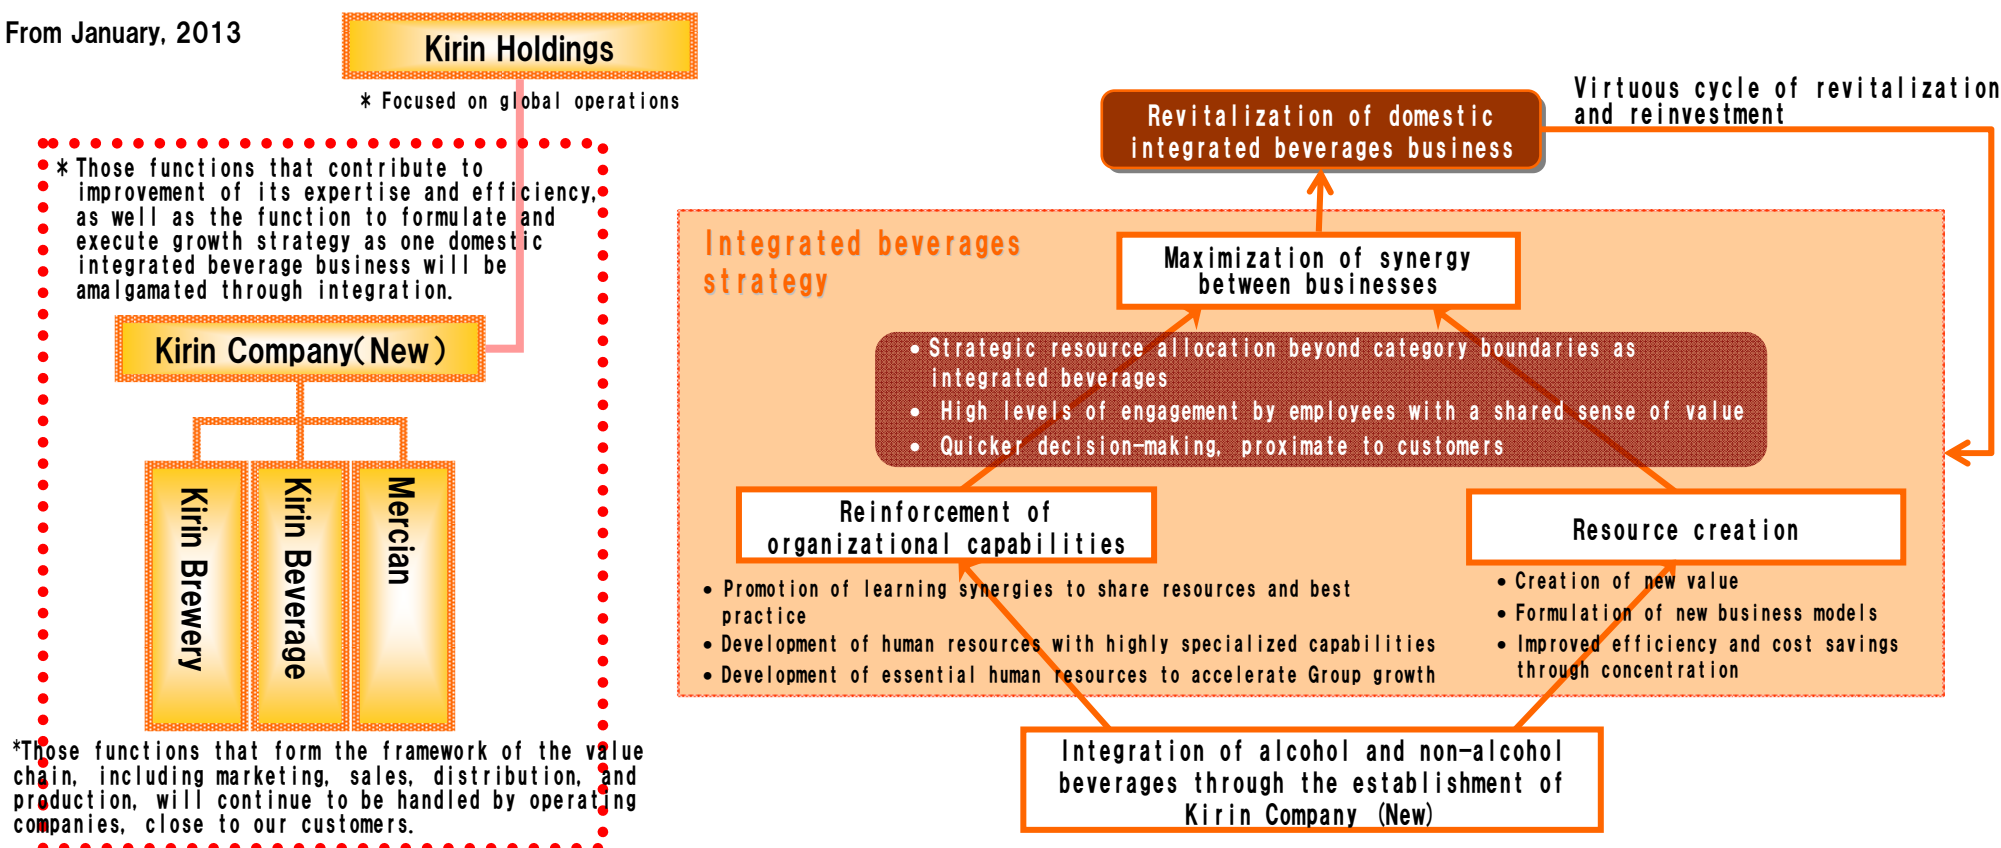 From January, 2013
Kirin Holdings
* Focused on global operations
* Those functions that contribute to
improvement of its expertise and efficiency,
as well as the function to formulate and
execute growth strategy as one domestic
integrated beverage business will be
amalgamated through integration.
Kirin Company(New)
Kirin Brewery
Kirin Beverage
Mercian
*Those functions that form the framework of the value
chain, including marketing, sales, distribution, and
production, will continue to be handled by operating
companies, close to our customers.
Virtuous cycle of revitalization
and reinvestment
Revitalization of domestic
integrated beverages business
Integrated beverages
strategy
Maximization of synergy
between businesses
• Strategic resource allocation beyond category boundaries as
integrated beverages
• High levels of engagement by employees with a shared sense of value
• Quicker decision-making, proximate to customers
Reinforcement of
organizational capabilities
• Promotion of learning synergies to share resources and best
practice
• Development of human resources with highly specialized capabilities
• Development of essential human resources to accelerate Group growth
Resource creation
• Creation of new value
• Formulation of new business models
• Improved efficiency and cost savings
through concentration
Integration of alcohol and non-alcohol
beverages through the establishment of
Kirin Company (New)